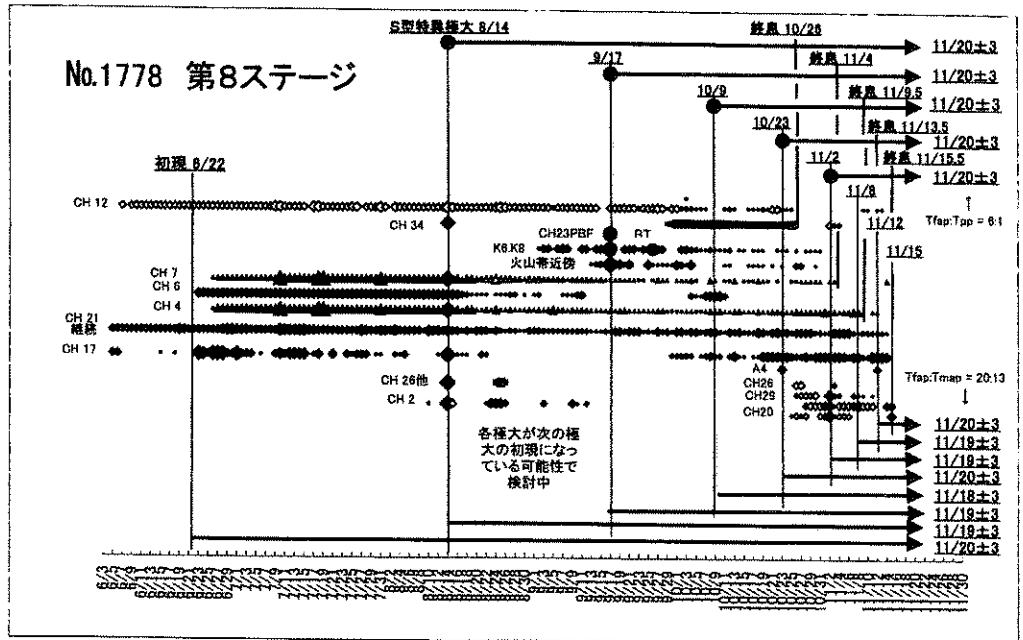 No.1778 第8ステージ
S型特異極大 8/14
終息 10/26
11/20±3
9/17
終息 11/4
11/20±3
10/9
終息 11/9.5
11/20±3
10/23
終息 11/13.5
11/20±3
初現 6/22
11/2
終息 11/15.5
11/20±3
11/8
Tfap:Tpp = 6:1
11/12
11/15
CH 12
CH 34
CH23PBF
RT
K6.K8
火山帯近傍
CH 7
CH 6
CH 4
CH 21
継続
CH 17
A4
CH 26他
CH26
CH29
CH 2
CH20
Tfap:Tmap = 20:13
各極大が次の極
大の初現になっ
ている可能性で
検討中
11/20±3
11/19±3
11/19±3
11/20±3
11/18±3
11/19±3
11/19±3
11/20±3